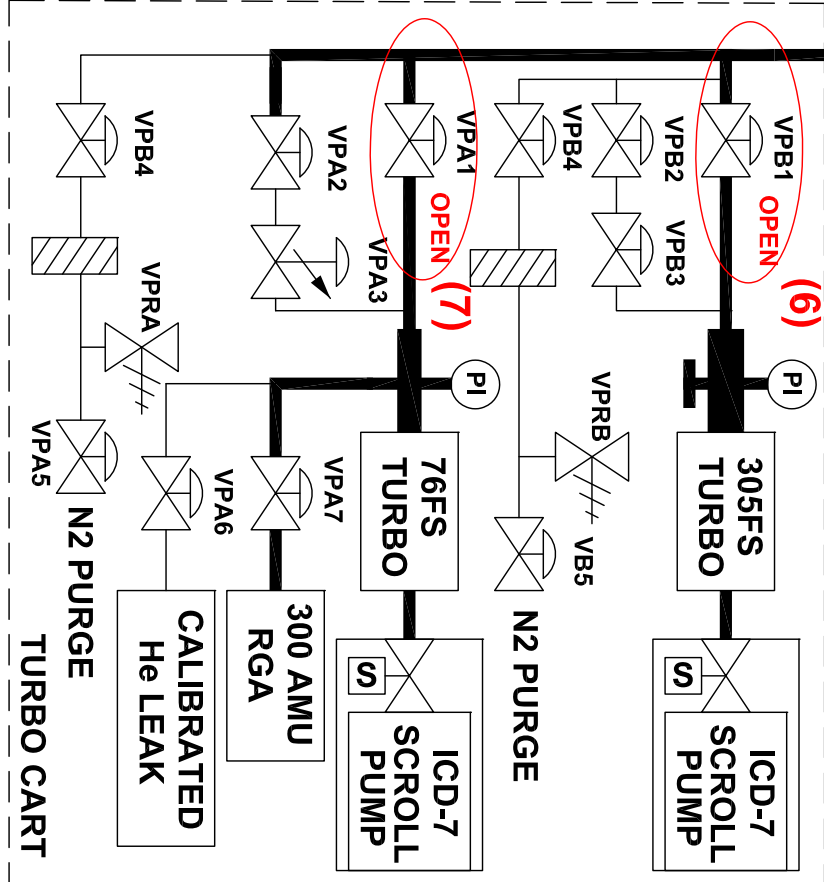 VPB1
OPEN
(6)
VPB2
VPB3
VPB4
VPA1
OPEN
(7)
VPA2
VPA3
VPB4
VPRA
VPA5
N2 PURGE
PI
PI
VPRB
VB5
N2 PURGE
305FS
TURBO
76FS
TURBO
VPA7
VPA6
300 AMU
RGA
CALIBRATED
He LEAK
S
ICD-7
SCROLL
PUMP
S
ICD-7
SCROLL
PUMP
TURBO CART